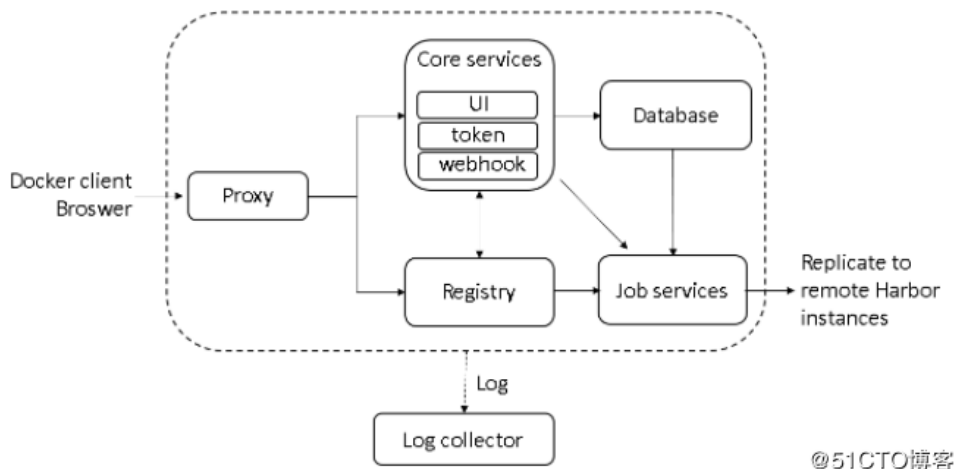 Core services
UI
token
webhook
Database
Docker client
Broswer
Proxy
Registry
Job services
Replicate to
remote Harbor
instances
Log
Log collector
@51CTO博客